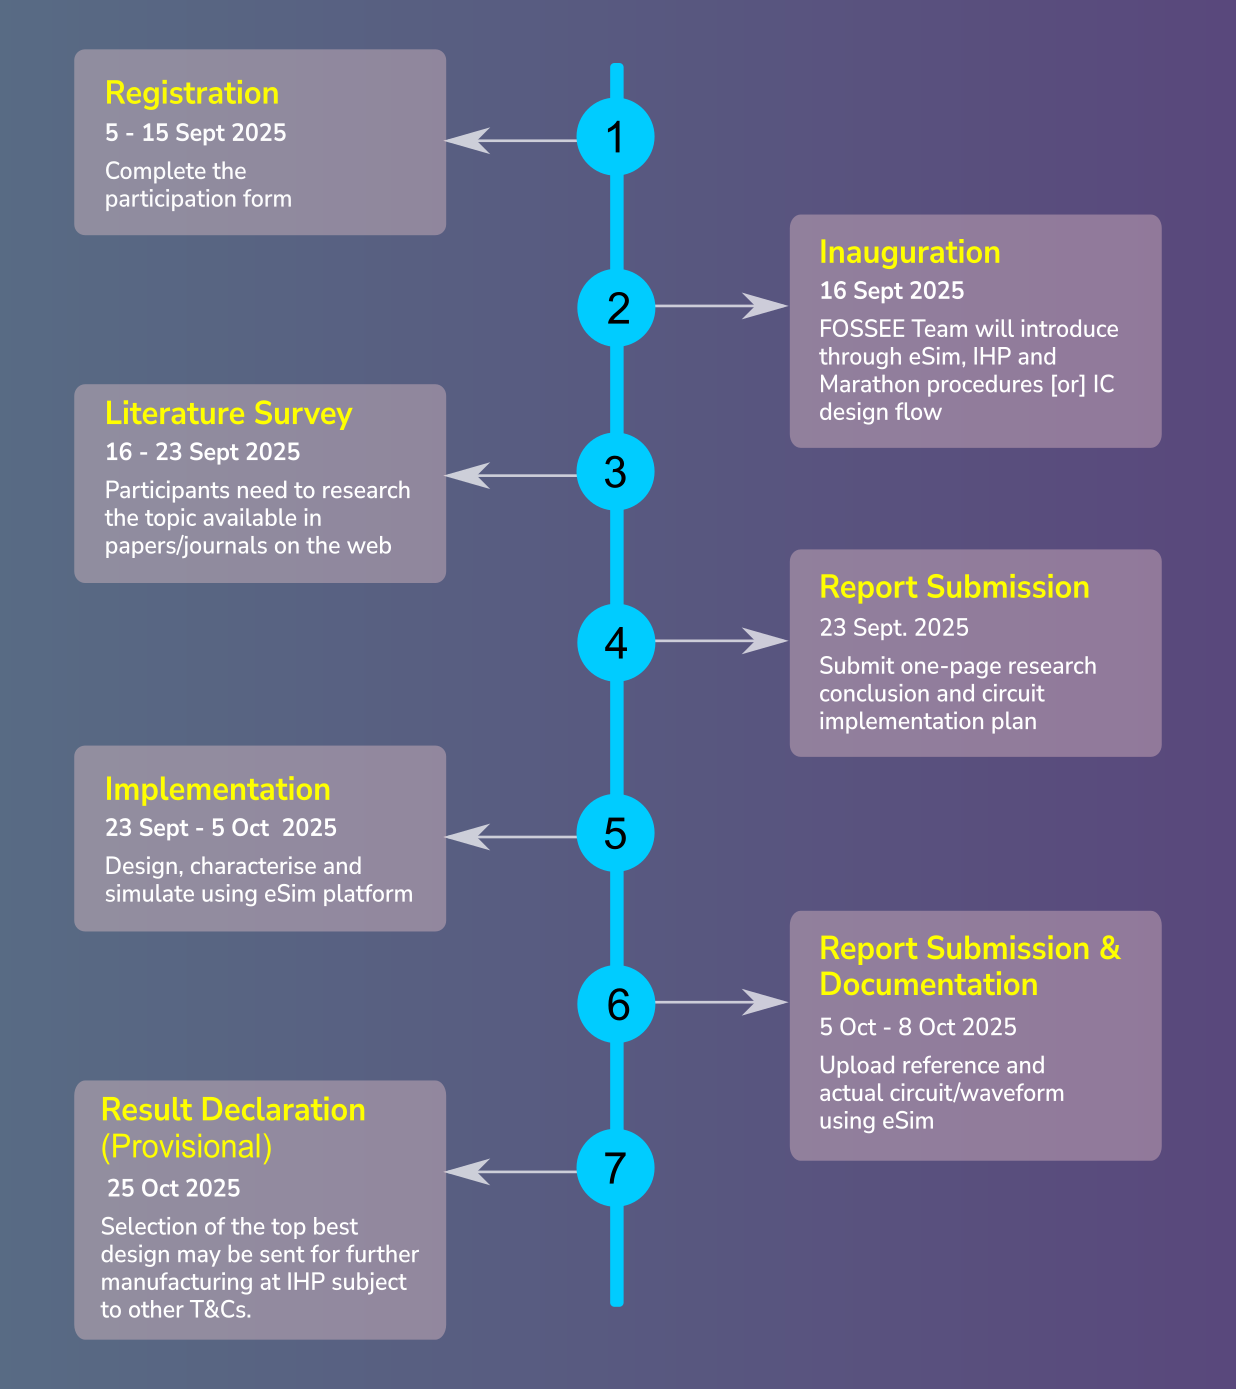 1
Registration
5 - 15 Sept 2025
Complete the
participation form
2
Inauguration
16 Sept 2025
FOSSEE Team will introduce
through eSim, IHP and
Marathon procedures [or] IC
design flow
3
Literature Survey
16 - 23 Sept 2025
Participants need to research
the topic available in
papers/journals on the web
4
Report Submission
23 Sept. 2025
Submit one-page research
conclusion and circuit
implementation plan
5
Implementation
23 Sept - 5 Oct  2025
Design, characterise and
simulate using eSim platform
6
Report Submission &
Documentation
5 Oct - 8 Oct 2025
Upload reference and
actual circuit/waveform
using eSim
7
Result Declaration
(Provisional)
25 Oct 2025
Selection of the top best
design may be sent for further
manufacturing at IHP subject
to other T&Cs.